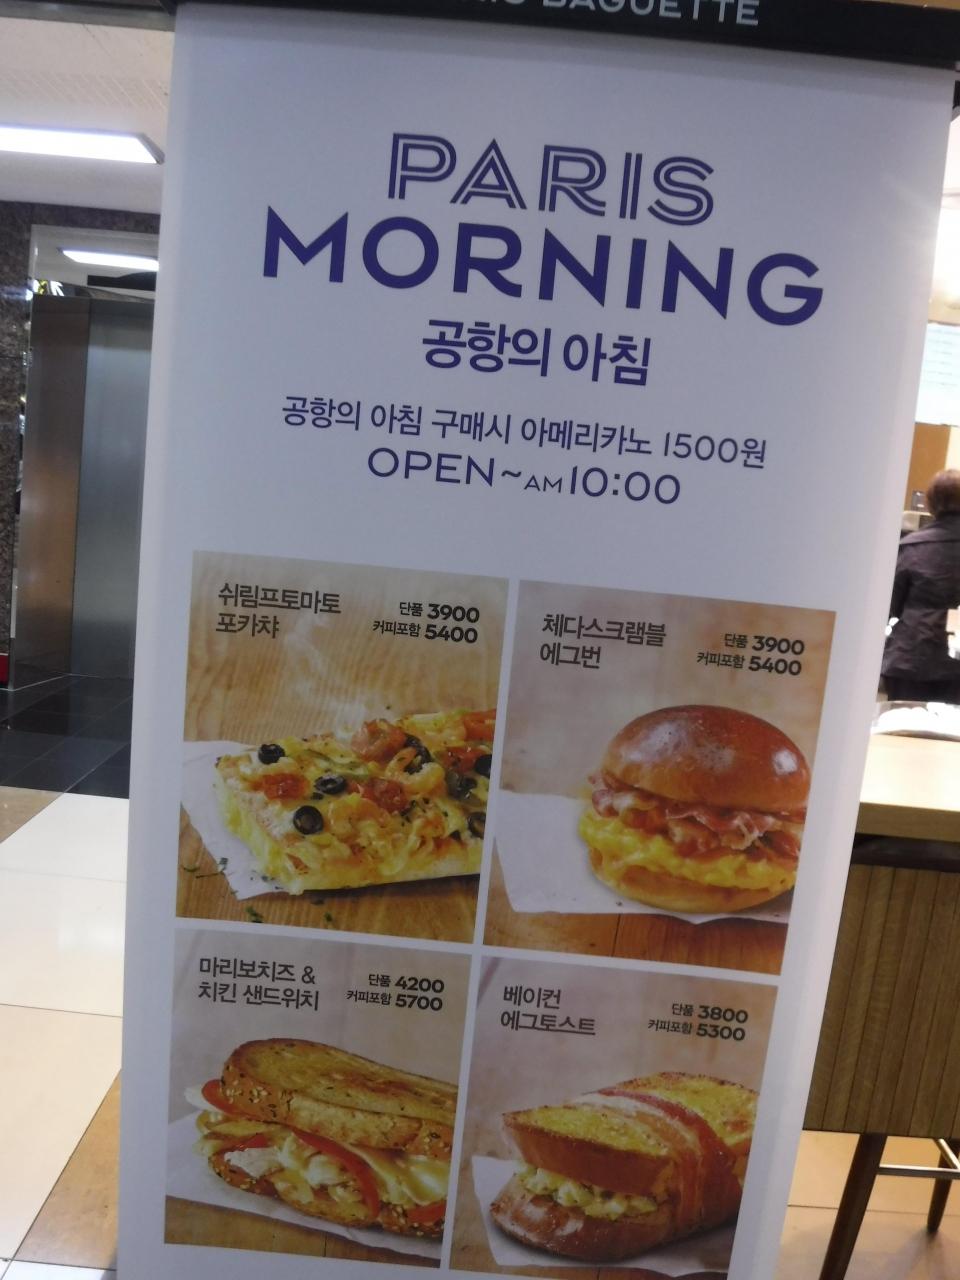 BAGUETTE
PARIS
MORNING
공항의 아침
공항의 아침 구매시 아메리카노 1500원
OPEN~AM10:00
쉬림프토마토
포카챠
단품 3900
커피포함 5400
체다스크램블
에그번
단품 3900
커피포함 5400
마리보치즈 &
치킨 샌드위치
단품 4200
커피포함 5700
베이컨
에그토스트
단품 3800
커피포함 5300